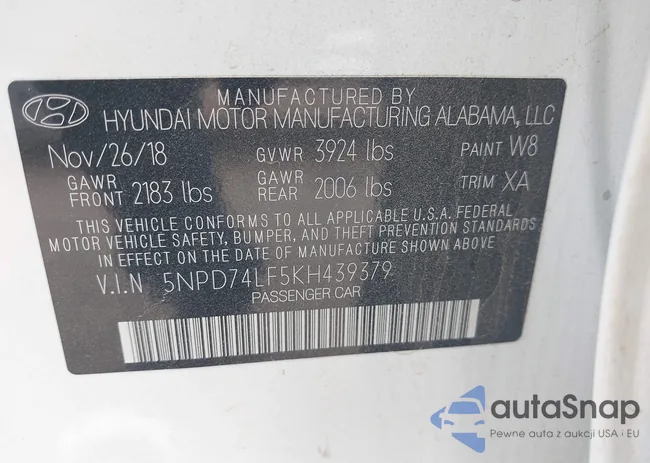 MANUFACTURED BY
HYUNDAI MOTOR MANUFACTURING ALABAMA, LLC
Nov/26/18 GVWR 3924 lbs PAINT W8
GAWR FRONT 2183 lbs GAWR REAR 2006 lbs TRIM XA
THIS VEHICLE CONFORMS TO ALL APPLICABLE U.S.A. FEDERAL
MOTOR VEHICLE SAFETY, BUMPER, AND THEFT PREVENTION STANDARDS
IN EFFECT ON THE DATE OF MANUFACTURE SHOWN ABOVE.
V.I.N 5NPD74LF5KH439379
PASSENGER CAR
autaSnap
Pewne auta z aukcji USA i EU